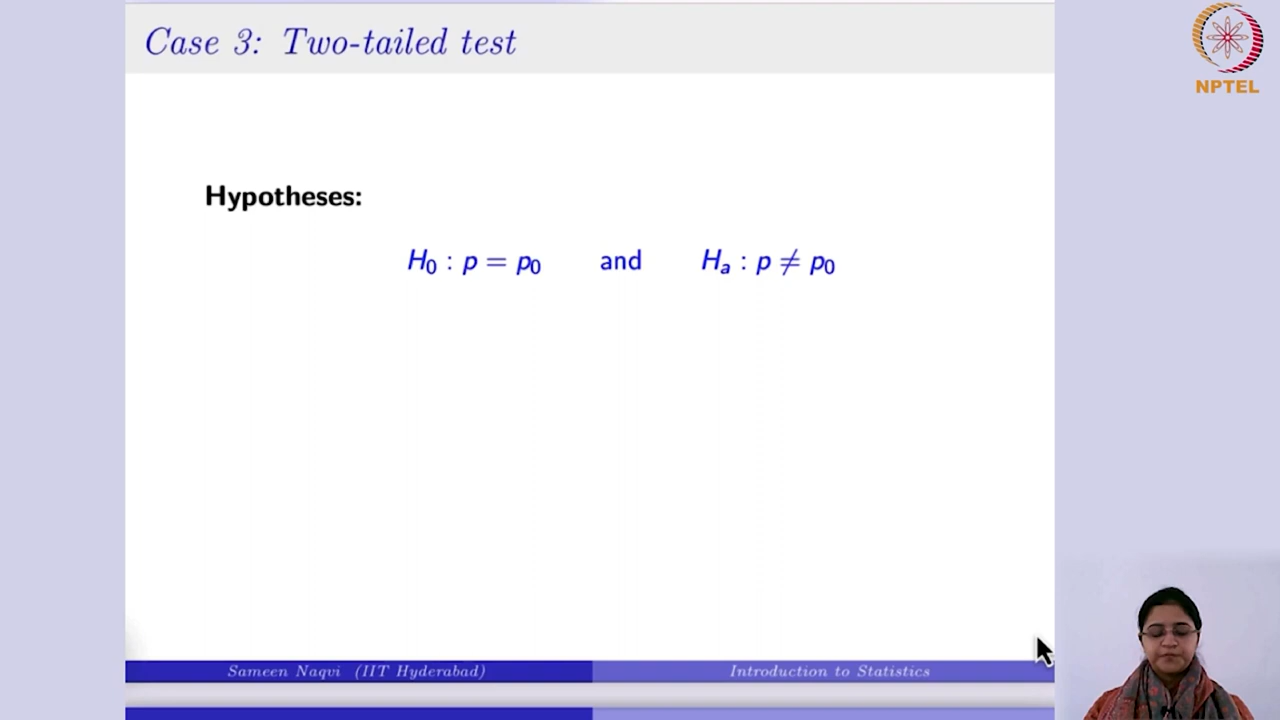 Case 3: Two-tailed test
NPTEL
Hypotheses:
H₀ : p = p₀ and Hₐ : p ≠ p₀
Sameen Naqvi (IIT Hyderabad) Introduction to Statistics